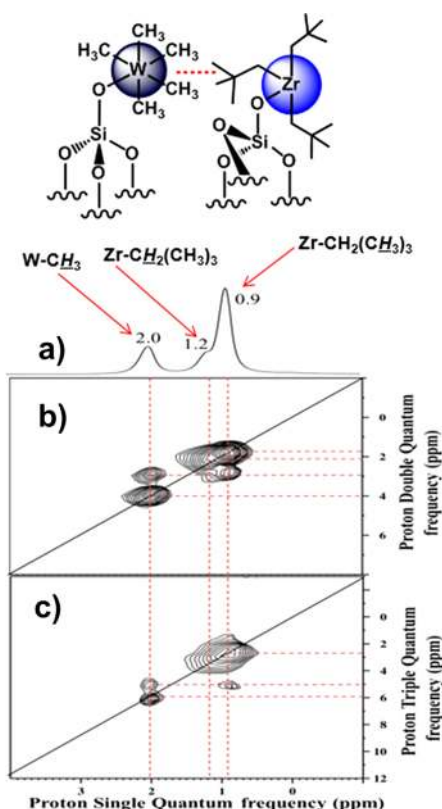 CH₃
H₃C CH₃
W Zr
CH₃
O CH₃ O
Si O Si
O O O O
O
W-CH₃ Zr-CH₂(CH₃)₃ Zr-CH₂(CH₃)₃
a) 2.0 1.2 0.9
b)
0
2
4
6
Proton Double Quantum
frequency (ppm)
c)
0
2
4
6
8
10
12
Proton Triple Quantum
frequency (ppm)
3 2 1 0
Proton Single Quantum frequency (ppm)